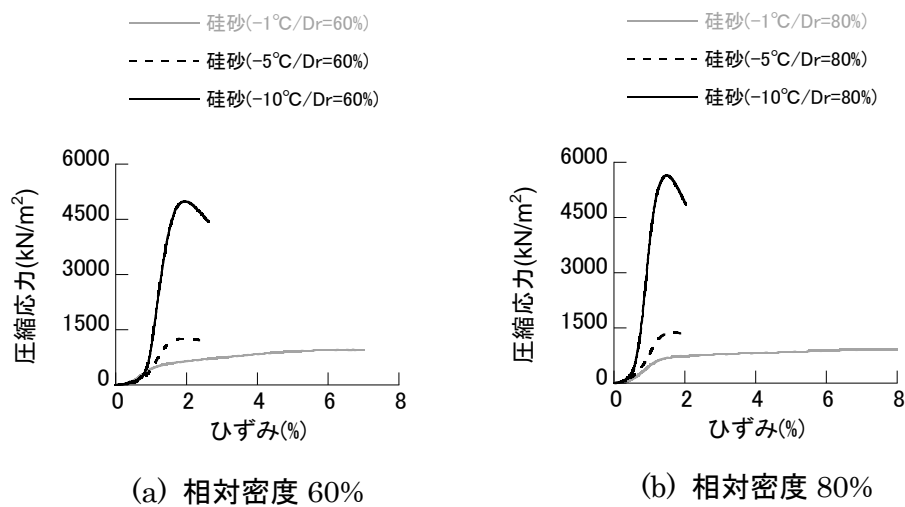 硅砂(-1℃/Dr=60%)
硅砂(-5℃/Dr=60%)
硅砂(-10℃/Dr=60%)
6000
4500
3000
1500
0
圧縮応力(kN/m²)
0 2 4 6 8
ひずみ(%)
(a) 相対密度 60%
硅砂(-1℃/Dr=80%)
硅砂(-5℃/Dr=80%)
硅砂(-10℃/Dr=80%)
6000
4500
3000
1500
0
圧縮応力(kN/m²)
0 2 4 6 8
ひずみ(%)
(b) 相対密度 80%